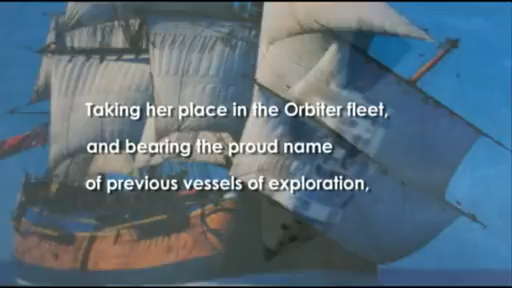 Taking her place in the Orbiter fleet,
and bearing the proud name
of previous vessels of exploration,